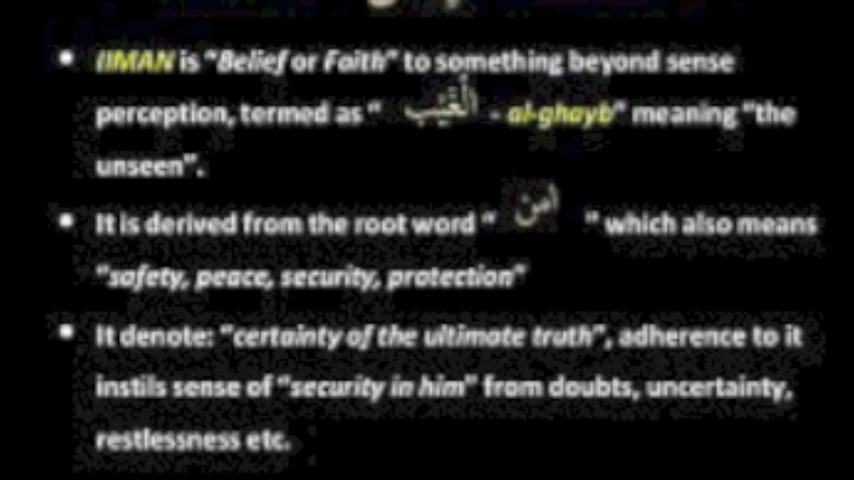 • IIMAN is "Belief or Faith" to something beyond sense
perception, termed as " الغيب - al-ghayb" meaning "the
unseen".
• It is derived from the root word " امن " which also means
"safety, peace, security, protection"
• It denote: "certainty of the ultimate truth", adherence to it
instils sense of "security in him" from doubts, uncertainty,
restlessness etc.